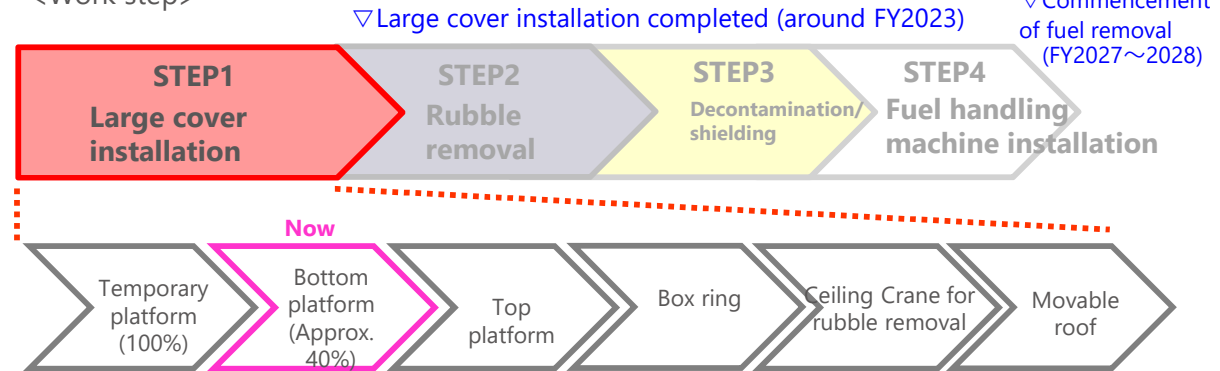 <Work step>
▽Large cover installation completed (around FY2023)
▽Commencement
of fuel removal
(FY2027～2028)
STEP1
Large cover
installation
STEP2
Rubble
removal
STEP3
Decontamination/
shielding
STEP4
Fuel handling
machine installation
Now
Temporary
platform
(100%)
Bottom
platform
(Approx.
40%)
Top
platform
Box ring
Ceiling Crane for
rubble removal
Movable
roof